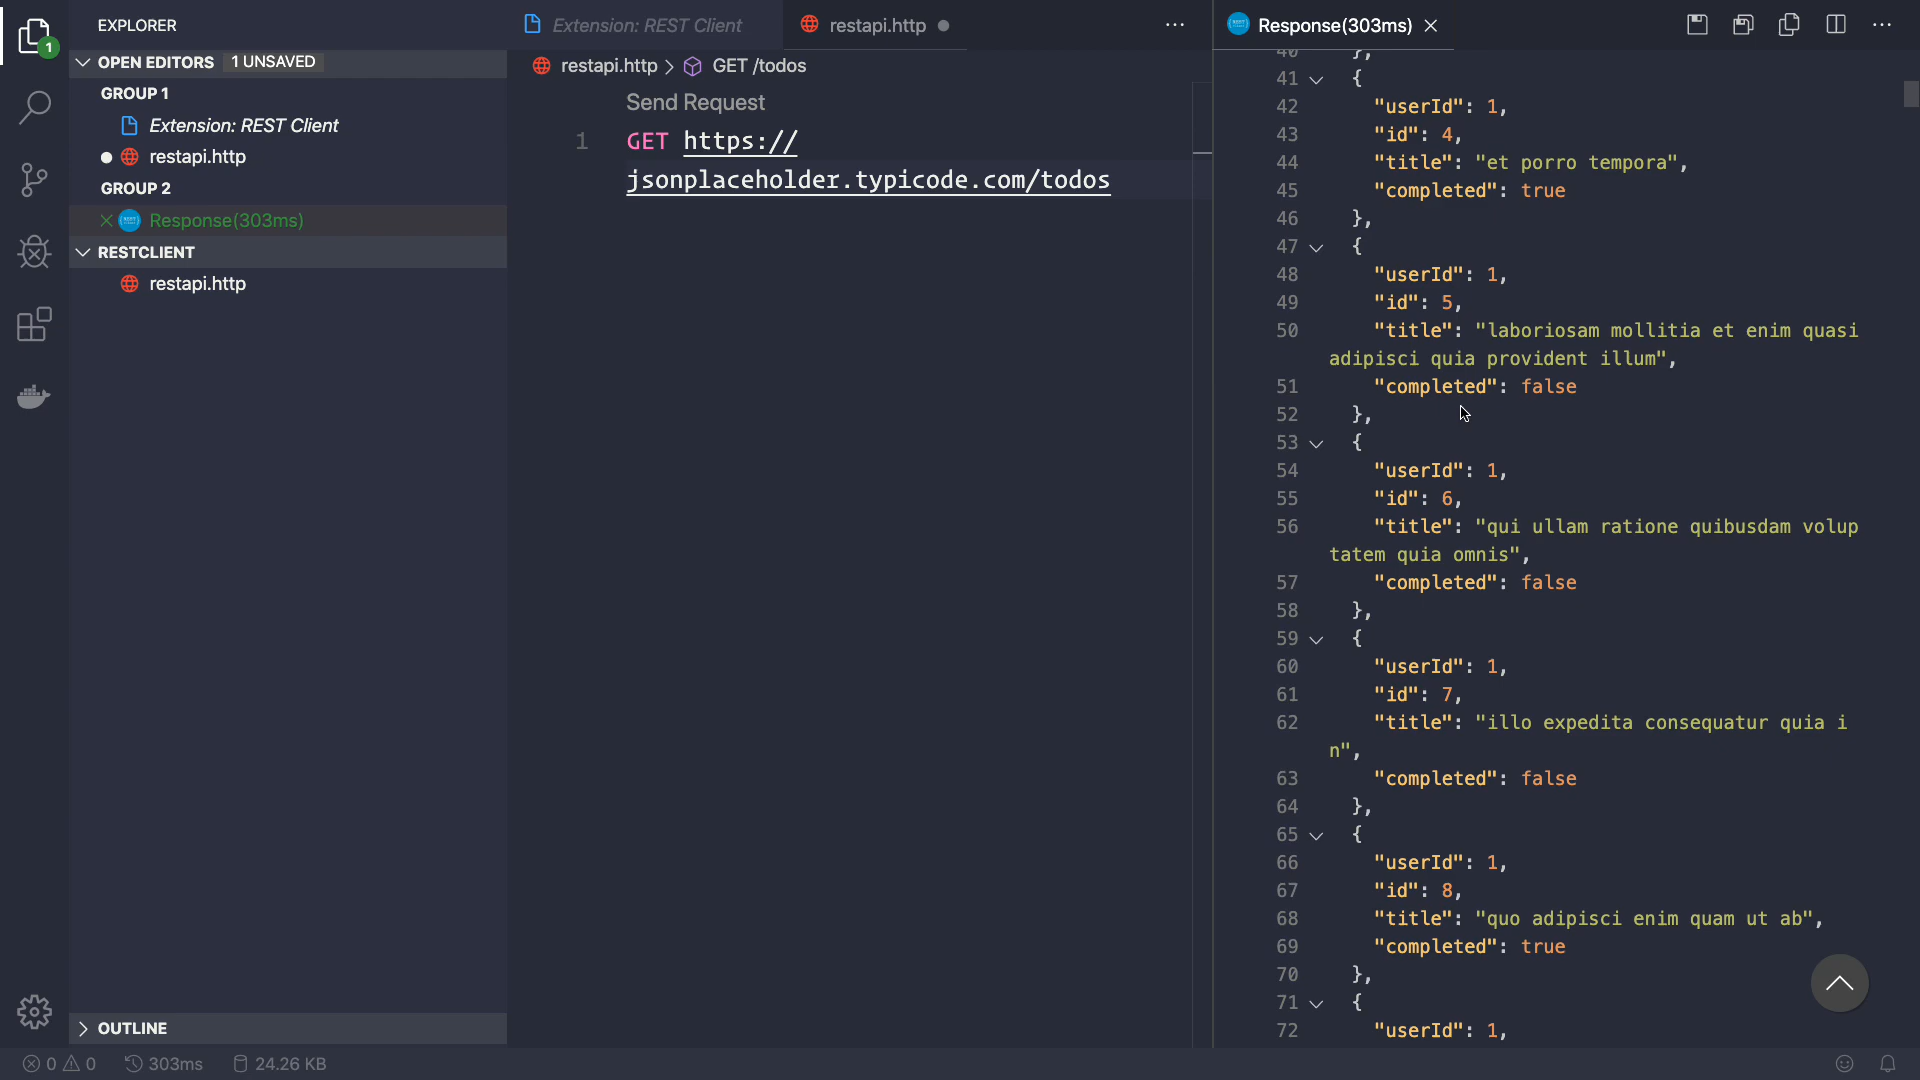 EXPLORER
1
OPEN EDITORS 1 UNSAVED
GROUP 1
Extension: REST Client
restapi.http
GROUP 2
Response(303ms)
RESTCLIENT
restapi.http
OUTLINE
0 0 303ms 24.26 KB
Extension: REST Client restapi.http
restapi.http > GET /todos
Send Request
1 GET https://
jsonplaceholder.typicode.com/todos
Response(303ms)
40 },
41 {
42 "userId": 1,
43 "id": 4,
44 "title": "et porro tempora",
45 "completed": true
46 },
47 {
48 "userId": 1,
49 "id": 5,
50 "title": "laboriosam mollitia et enim quasi
adipisci quia provident illum",
51 "completed": false
52 },
53 {
54 "userId": 1,
55 "id": 6,
56 "title": "qui ullam ratione quibusdam volup
tatem quia omnis",
57 "completed": false
58 },
59 {
60 "userId": 1,
61 "id": 7,
62 "title": "illo expedita consequatur quia i
n",
63 "completed": false
64 },
65 {
66 "userId": 1,
67 "id": 8,
68 "title": "quo adipisci enim quam ut ab",
69 "completed": true
70 },
71 {
72 "userId": 1,